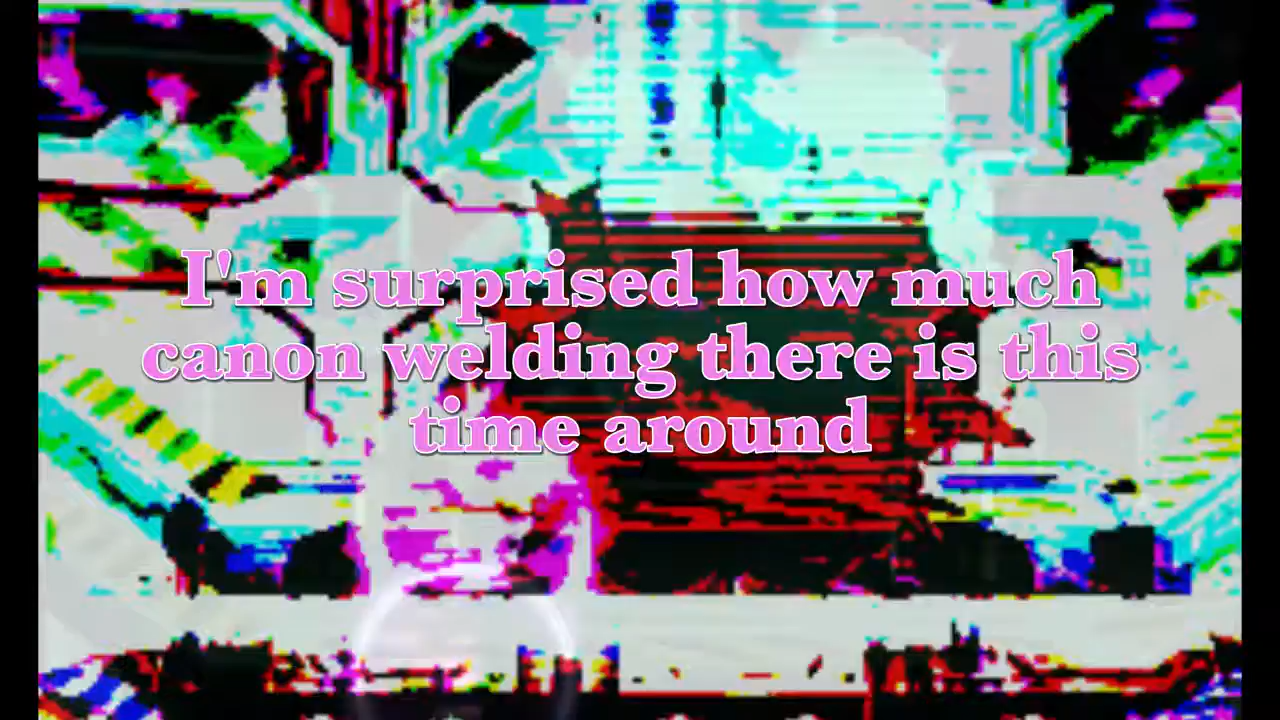 I'm surprised how much
canon welding there is this
time around